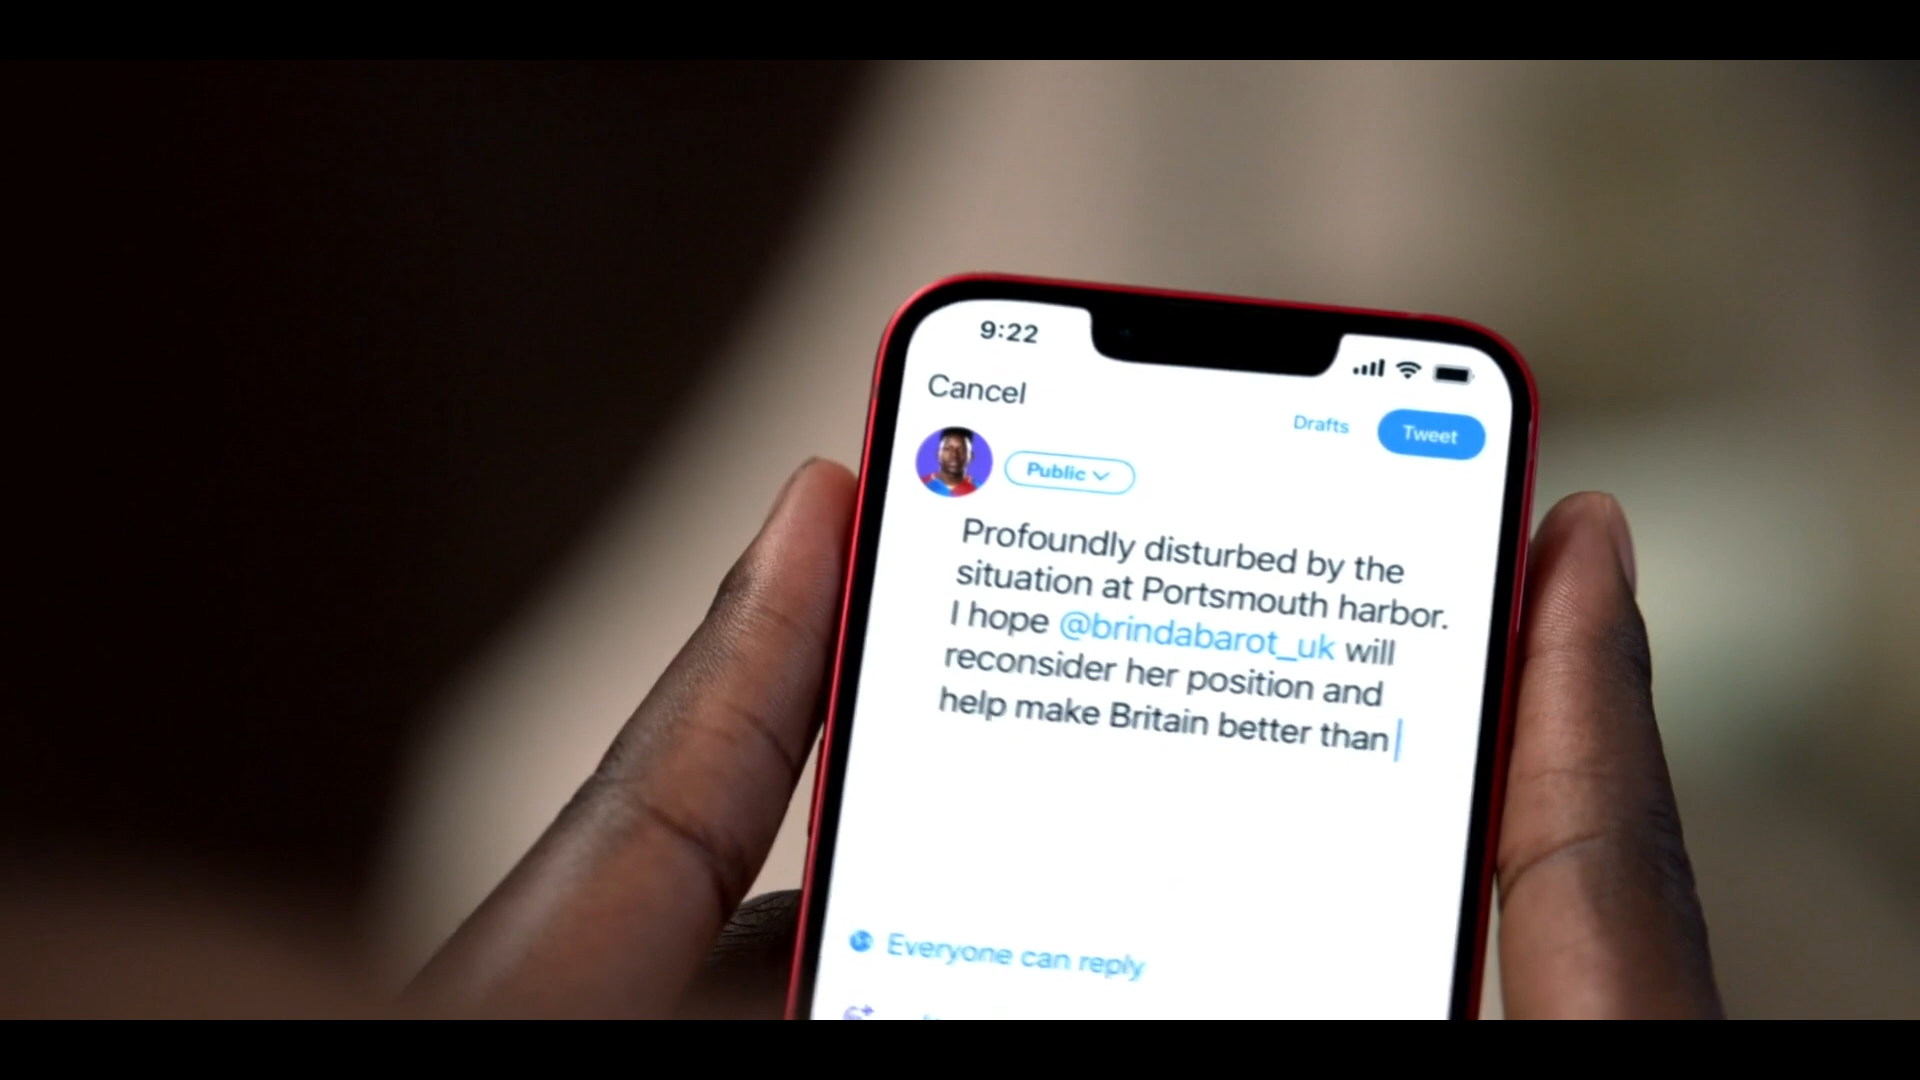 9:22
Cancel
Drafts
Tweet
Public
Profoundly disturbed by the
situation at Portsmouth harbor.
I hope @brindabarot_uk will
reconsider her position and
help make Britain better than
Everyone can reply